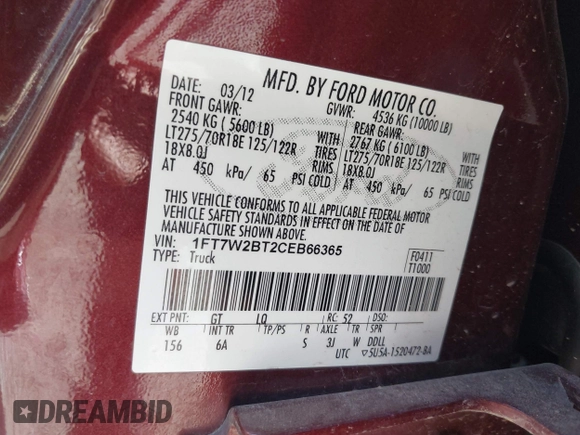 MFD. BY FORD MOTOR CO.
DATE: 03/12 GVWR: 4536 KG (10000 LB)
FRONT GAWR: REAR GAWR:
2540 KG (5600 LB) WITH 2767 KG (6100 LB) WITH
LT275/70R18E 125/122R TIRES LT275/70R18E 125/122R TIRES
18X8.0J RIMS 18X8.0J RIMS
AT 450 kPa/ 65 PSI COLD AT 450 kPa/ 65 PSI COLD
THIS VEHICLE CONFORMS TO ALL APPLICABLE FEDERAL MOTOR
VEHICLE SAFETY STANDARDS IN EFFECT ON THE DATE OF
MANUFACTURE SHOWN ABOVE.
VIN: 1FT7W2BT2CEB66365 F0411
TYPE: Truck T1000
EXT PNT: GT LQ RC: 52 DSO:
WB INT TR TP/PS R AXLE TR SPR
156 6A S 3J W DDLL
UTC 5U5A-1520472-BA
DREAMBID